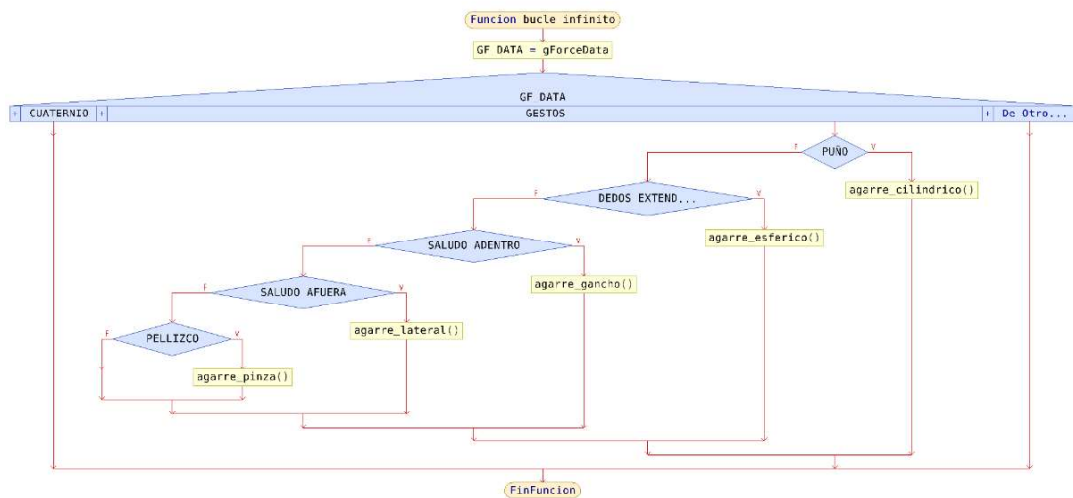 Funcion bucle infinito
GF DATA = gForceData
GF DATA
CUATERNIO
GESTOS
De Otro...
PUÑO
F
V
agarre_cilindrico()
DEDOS EXTEND...
F
V
agarre_esferico()
SALUDO ADENTRO
F
V
agarre_gancho()
SALUDO AFUERA
F
V
agarre_lateral()
PELLIZCO
F
V
agarre_pinza()
FinFuncion